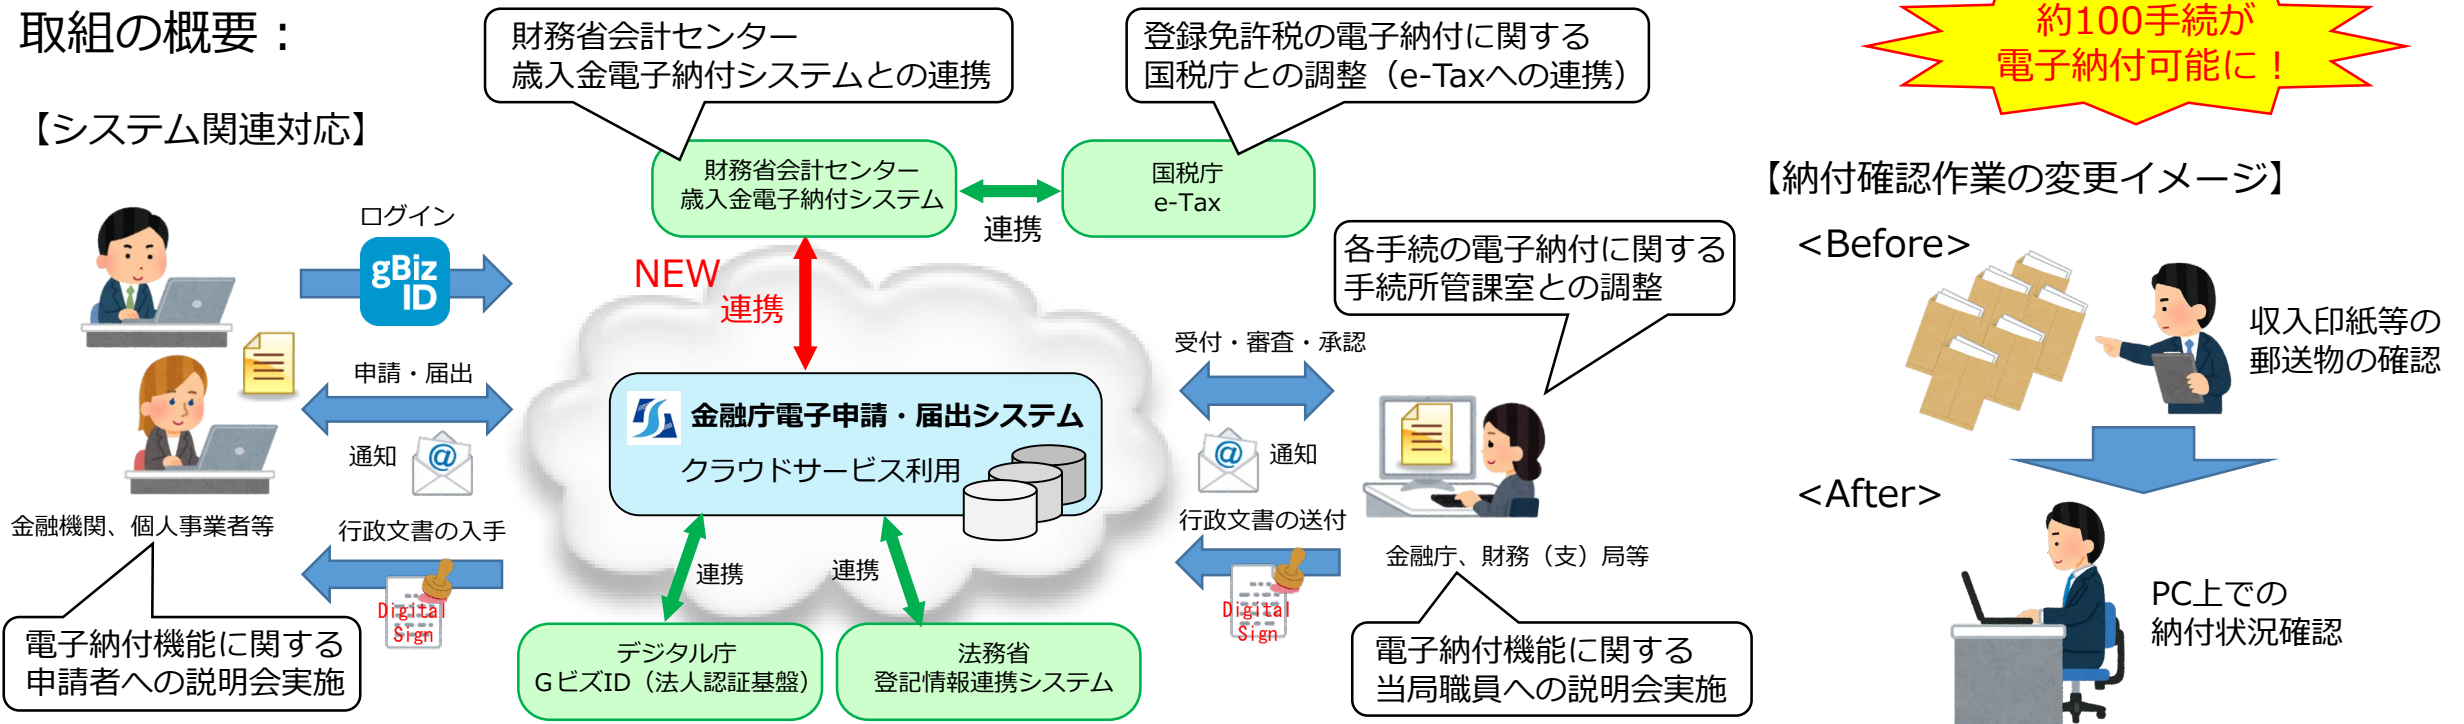 取組の概要：
【システム関連対応】
財務省会計センター
歳入金電子納付システムとの連携
登録免許税の電子納付に関する
国税庁との調整（e-Taxへの連携）
約100手続が
電子納付可能に！
財務省会計センター
歳入金電子納付システム
連携
国税庁
e-Tax
ログイン
gBiz
ID
申請・届出
通知
行政文書の入手
Digital
Sign
金融機関、個人事業者等
電子納付機能に関する
申請者への説明会実施
NEW
連携
金融庁電子申請・届出システム
クラウドサービス利用
連携
連携
デジタル庁
GビズID（法人認証基盤）
法務省
登記情報連携システム
受付・審査・承認
通知
行政文書の送付
Digital
Sign
各手続の電子納付に関する
手続所管課室との調整
金融庁、財務（支）局等
電子納付機能に関する
当局職員への説明会実施
【納付確認作業の変更イメージ】
<Before>
収入印紙等の
郵送物の確認
<After>
PC上での
納付状況確認